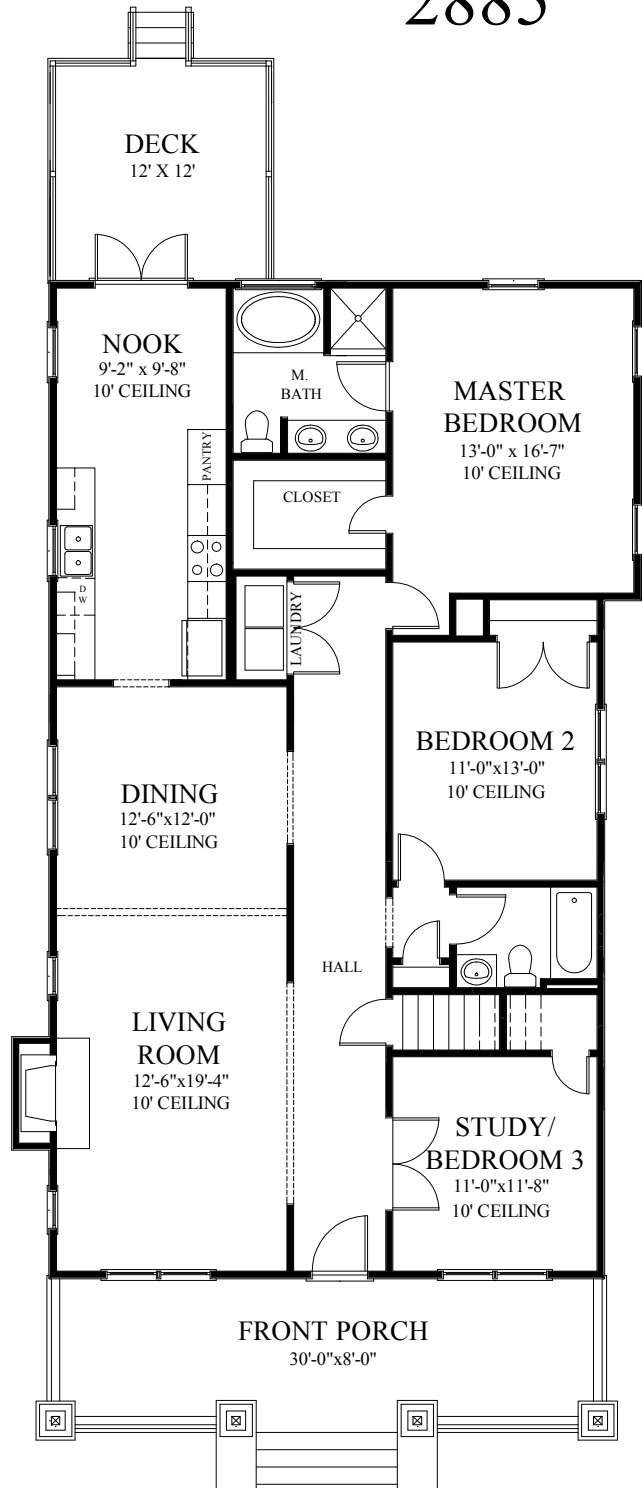 2885
DECK
12' X 12'
NOOK
9'-2" x 9'-8"
10' CEILING
M.
BATH
MASTER
BEDROOM
13'-0" x 16'-7"
10' CEILING
PANTRY
CLOSET
D
W
LAUNDRY
BEDROOM 2
11'-0"x13'-0"
10' CEILING
DINING
12'-6"x12'-0"
10' CEILING
HALL
LIVING
ROOM
12'-6"x19'-4"
10' CEILING
STUDY/
BEDROOM 3
11'-0"x11'-8"
10' CEILING
FRONT PORCH
30'-0"x8'-0"